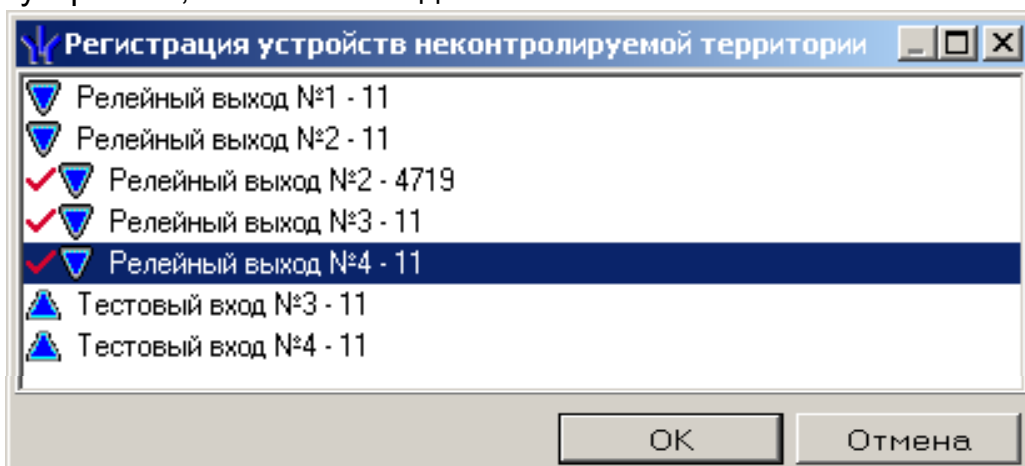 Регистрация устройств неконтролируемой территории
Релейный выход №1 - 11
Релейный выход №2 - 11
Релейный выход №2 - 4719
Релейный выход №3 - 11
Релейный выход №4 - 11
Тестовый вход №3 - 11
Тестовый вход №4 - 11
OK Отмена